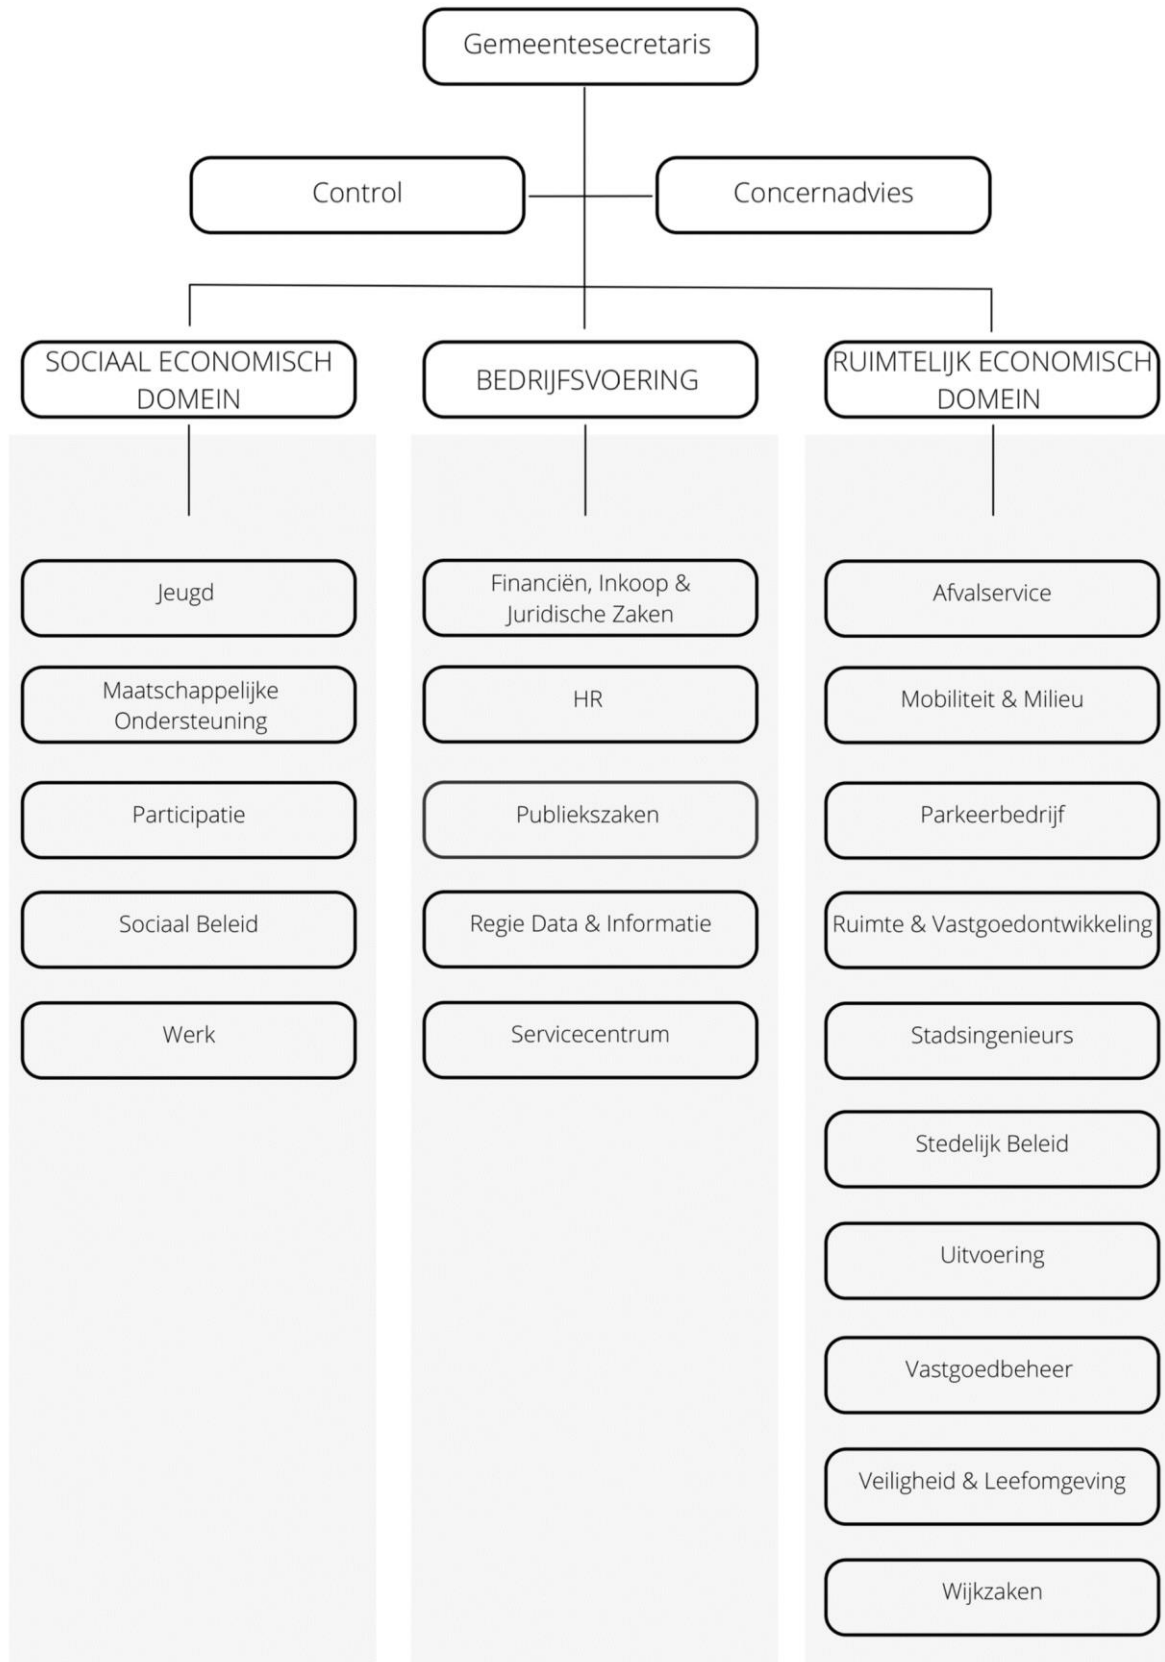 Gemeentesecretaris
Control
Concernadvies
SOCIAAL ECONOMISCH
DOMEIN
BEDRIJFSVOERING
RUIMTELIJK ECONOMISCH
DOMEIN
Jeugd
Maatschappelijke
Ondersteuning
Participatie
Sociaal Beleid
Werk
Financiën, Inkoop &
Juridische Zaken
HR
Publiekszaken
Regie Data & Informatie
Servicecentrum
Afvalservice
Mobiliteit & Milieu
Parkeerbedrijf
Ruimte & Vastgoedontwikkeling
Stadsingenieurs
Stedelijk Beleid
Uitvoering
Vastgoedbeheer
Veiligheid & Leefomgeving
Wijkzaken